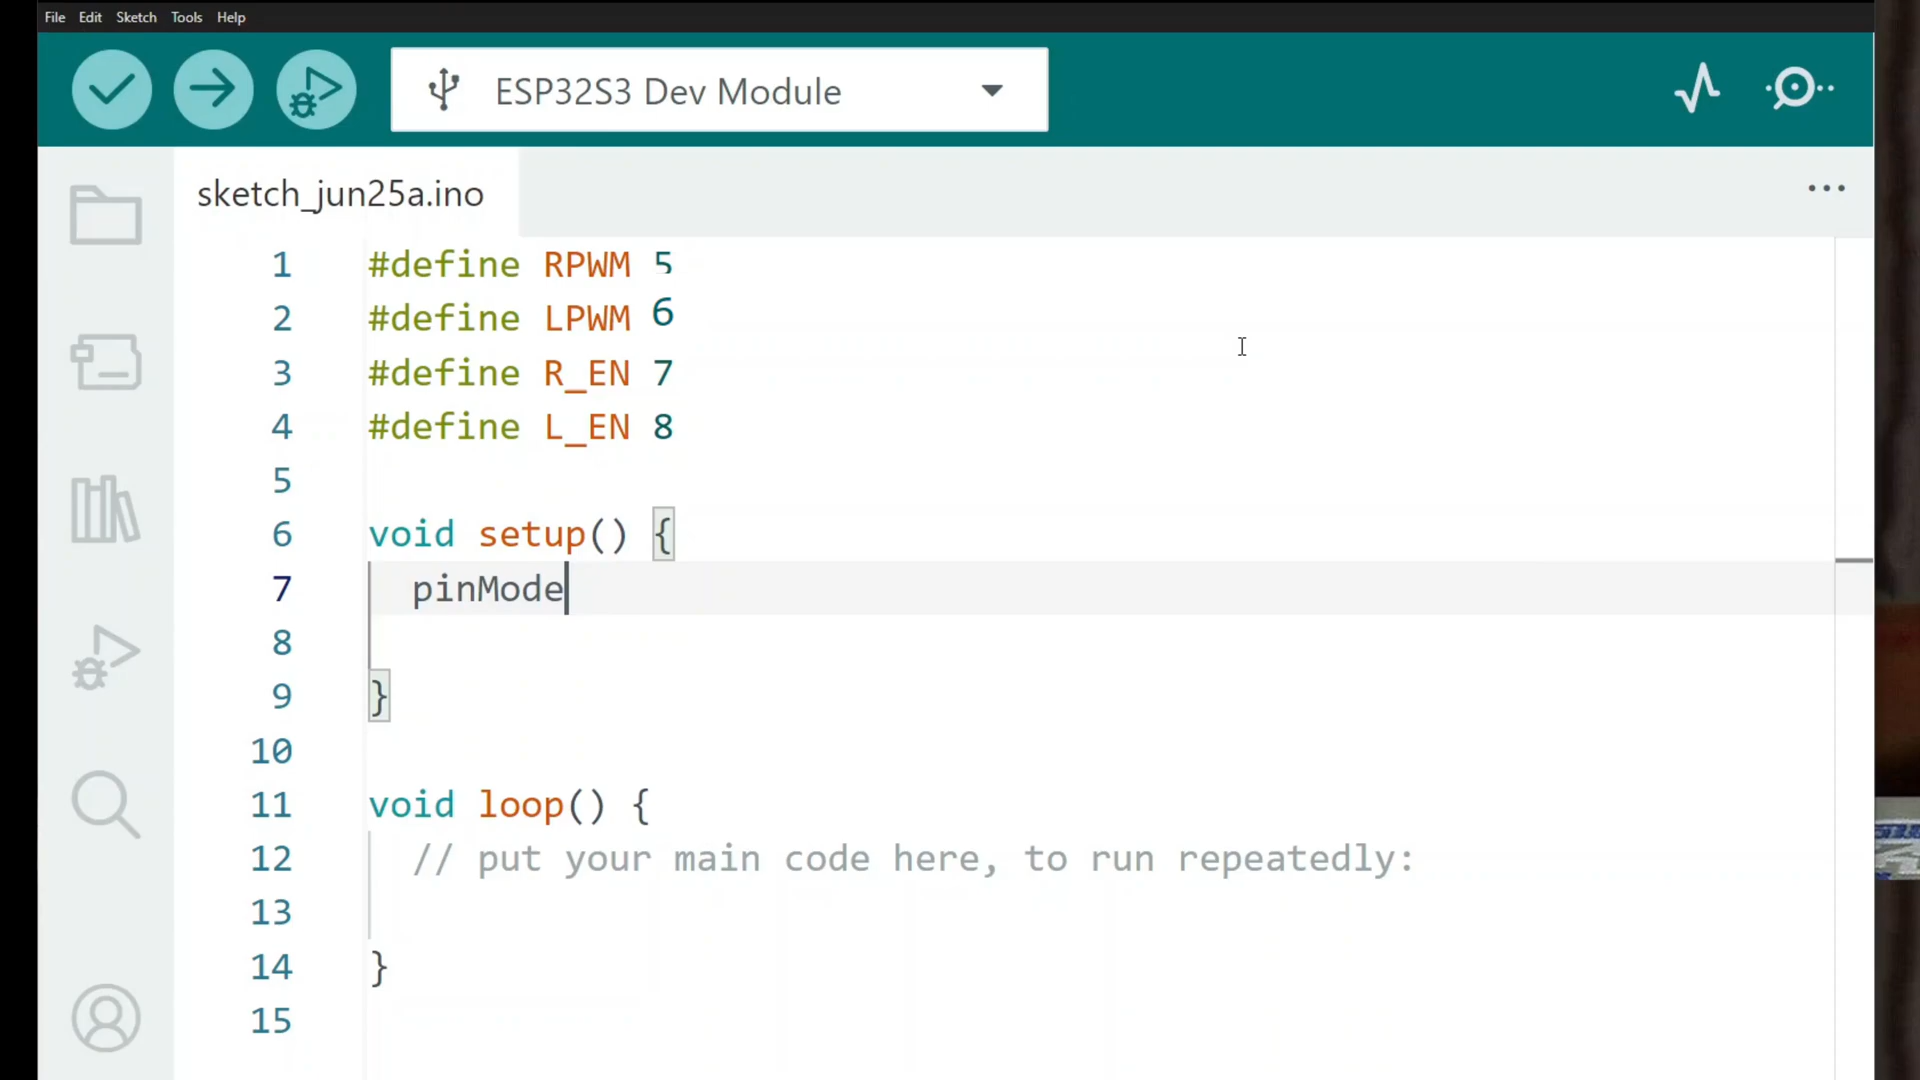 File Edit Sketch Tools Help
ESP32S3 Dev Module
sketch_jun25a.ino
1 #define RPWM 5
2 #define LPWM 6
3 #define R_EN 7
4 #define L_EN 8
5
6 void setup() {
7 pinMode
8
9 }
10
11 void loop() {
12 // put your main code here, to run repeatedly:
13
14 }
15